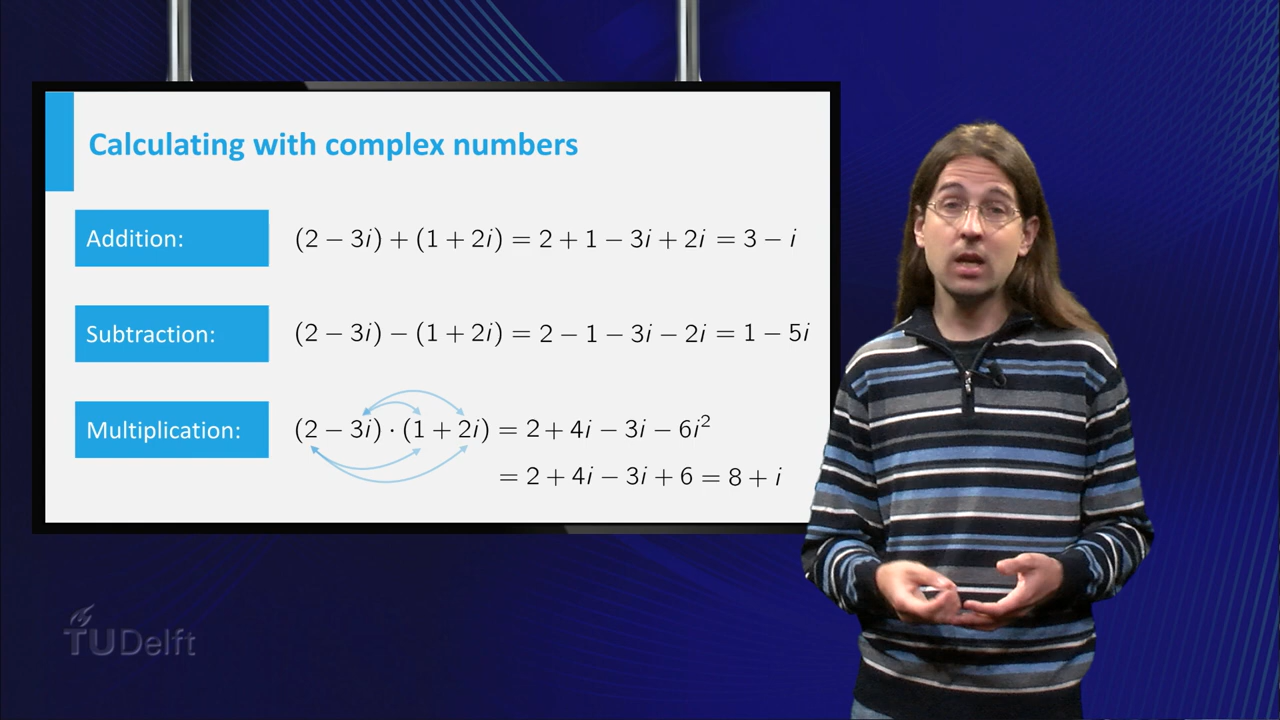 Calculating with complex numbers
Addition: (2 − 3i) + (1 + 2i) = 2 + 1 − 3i + 2i = 3 − i
Subtraction: (2 − 3i) − (1 + 2i) = 2 − 1 − 3i − 2i = 1 − 5i
Multiplication: (2 − 3i) · (1 + 2i) = 2 + 4i − 3i − 6i²
= 2 + 4i − 3i + 6 = 8 + i
TUDelft